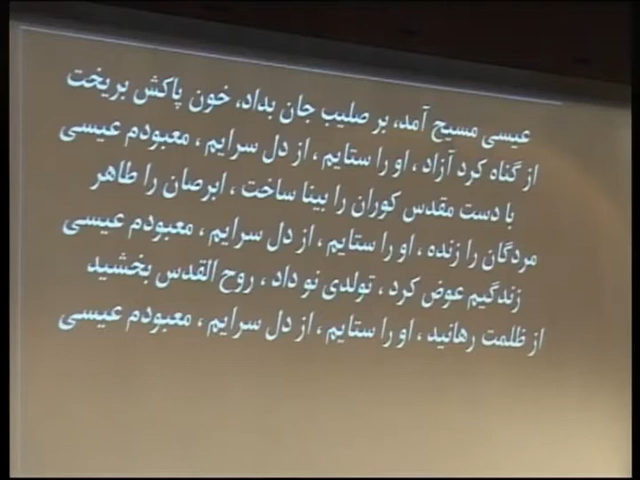 عیسی مسیح آمد، بر صلیب جان بداد، خون پاکش بریخت
از گناه کرد آزاد ، او را ستایم ، از دل سرایم ، معبودم عیسی
با دست مقدس کوران را بینا ساخت ، ابرصان را طاهر
مردگان را زنده ، او را ستایم ، از دل سرایم ، معبودم عیسی
زندگیم عوض کرد ، تولدی نو داد ، روح القدس بخشید
از ظلمت رهانید ، او را ستایم ، از دل سرایم ، معبودم عیسی